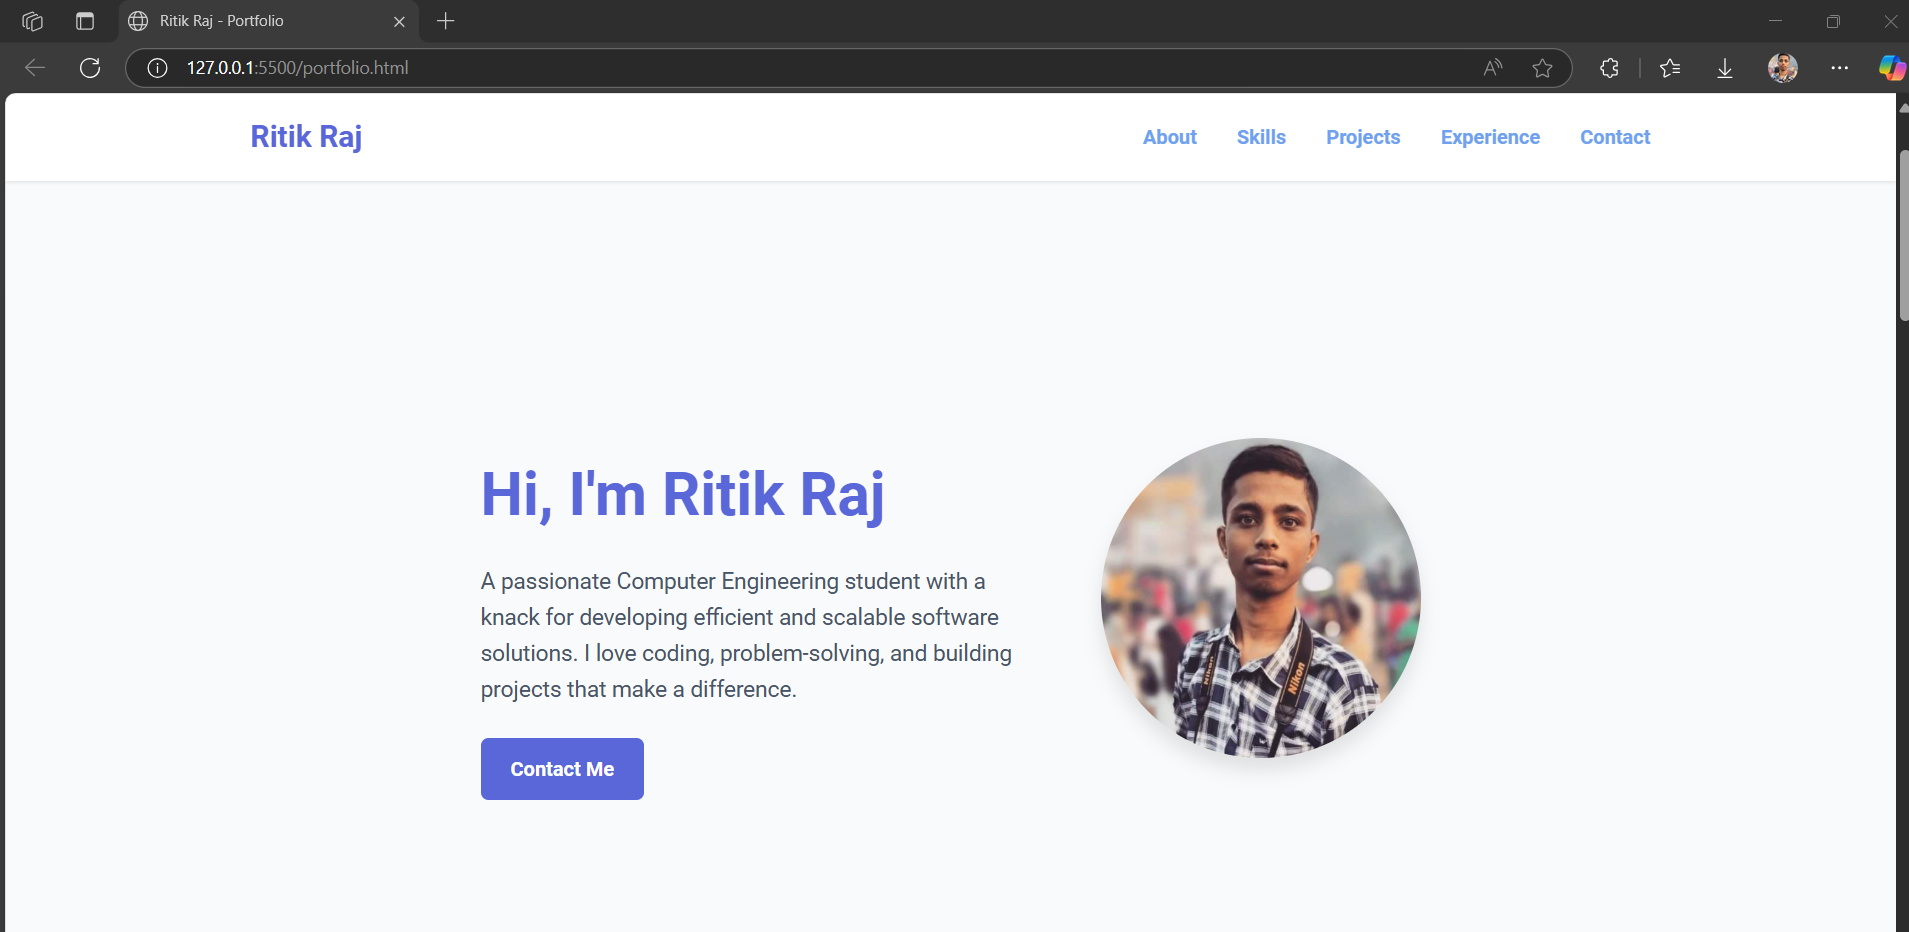 Ritik Raj - Portfolio
127.0.0.1:5500/portfolio.html
Ritik Raj
About Skills Projects Experience Contact
Hi, I'm Ritik Raj
A passionate Computer Engineering student with a
knack for developing efficient and scalable software
solutions. I love coding, problem-solving, and building
projects that make a difference.
Nikon
Nikon
Contact Me